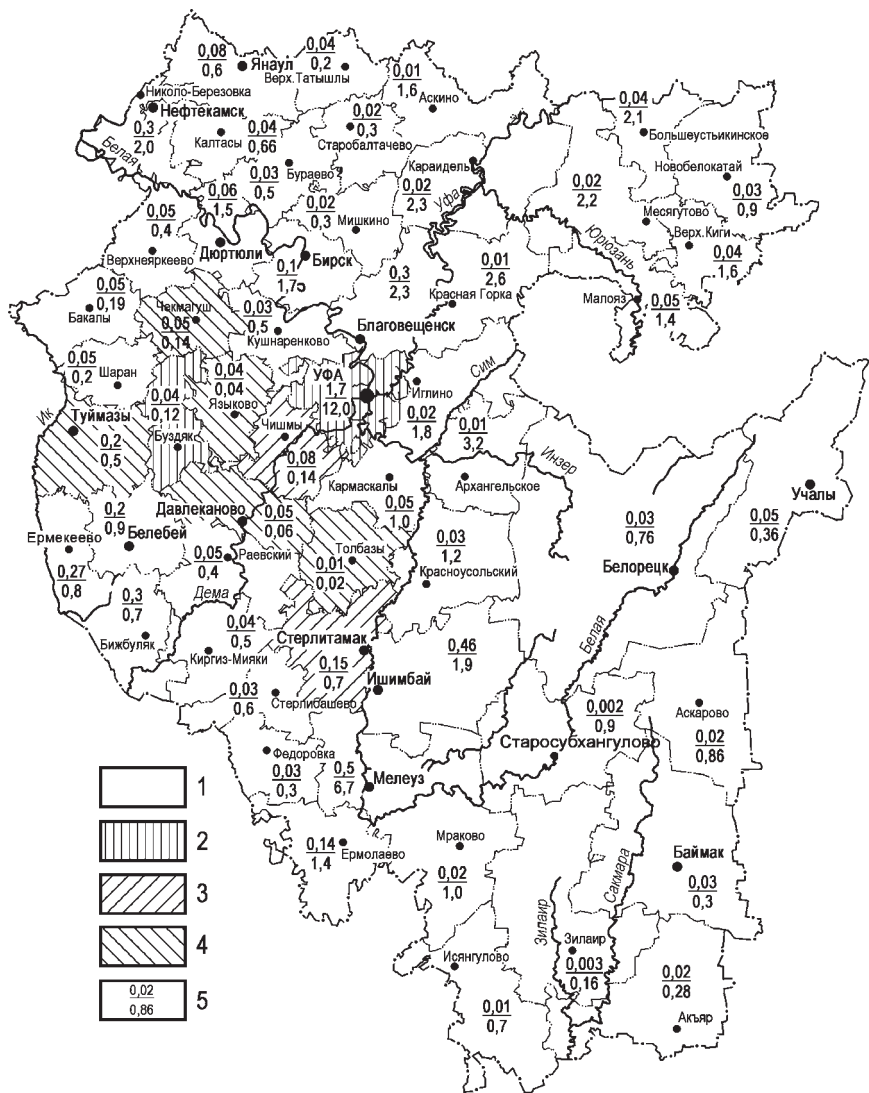 0,08
0,6
Янаул
0,04
0,2
Верх.Татышлы
0,01
1,6
Аскино
Николо-Березовка
Нефтекамск
0,3
2,0
Калтасы
0,04
0,66
0,02
0,3
Старобалтачево
0,04
2,1
Большеустьикинское
Белая
Бураево
0,03
0,5
Караидель
0,02
2,3
Уфа
0,02
2,2
Новобелокатай
0,03
0,9
0,06
1,5
0,02
0,3
Мишкино
Месягутово
Верх.Киги
0,04
1,6
0,05
0,4
Верхнеяркеево
Дюртюли
0,1
1,7
Бирск
0,3
2,3
0,01
2,6
Красная Горка
Юрюзань
Малояз
0,05
1,4
0,05
0,19
Бакалы
Чекмагуш
0,05
0,14
0,03
0,5
Кушнаренково
Благовещенск
0,05
0,2
Шаран
0,04
0,12
0,04
0,04
Языково
УФА
1,7
12,0
Иглино
0,02
1,8
Сим
0,01
3,2
Ик
Туймазы
0,2
0,5
Буздяк
Чишмы
0,08
0,14
Инзер
Кармаскалы
0,05
1,0
Архангельское
Учалы
0,05
0,36
Давлеканово
0,05
0,06
0,2
0,9
Белебей
Ермекеево
0,27
0,8
Раевский
0,05
0,4
Толбазы
0,01
0,02
0,03
1,2
Красноусольский
0,03
0,76
Белорецк
Дема
0,3
0,7
Бижбуляк
0,04
0,5
Киргиз-Мияки
Стерлитамак
0,15
0,7
Ишимбай
0,46
1,9
Белая
0,03
0,6
Стерлибашево
0,002
0,9
Старосубхангулово
Аскарово
0,02
0,86
Федоровка
0,03
0,3
0,5
6,7
Мелеуз
0,14
1,4
Ермолаево
Мраково
0,02
1,0
Сакмара
Баймак
0,03
0,3
Зилаир
Зилаир
0,003
0,16
Исянгулово
0,01
0,7
0,02
0,28
Акъяр
1
2
3
4
0,02
0,86
5